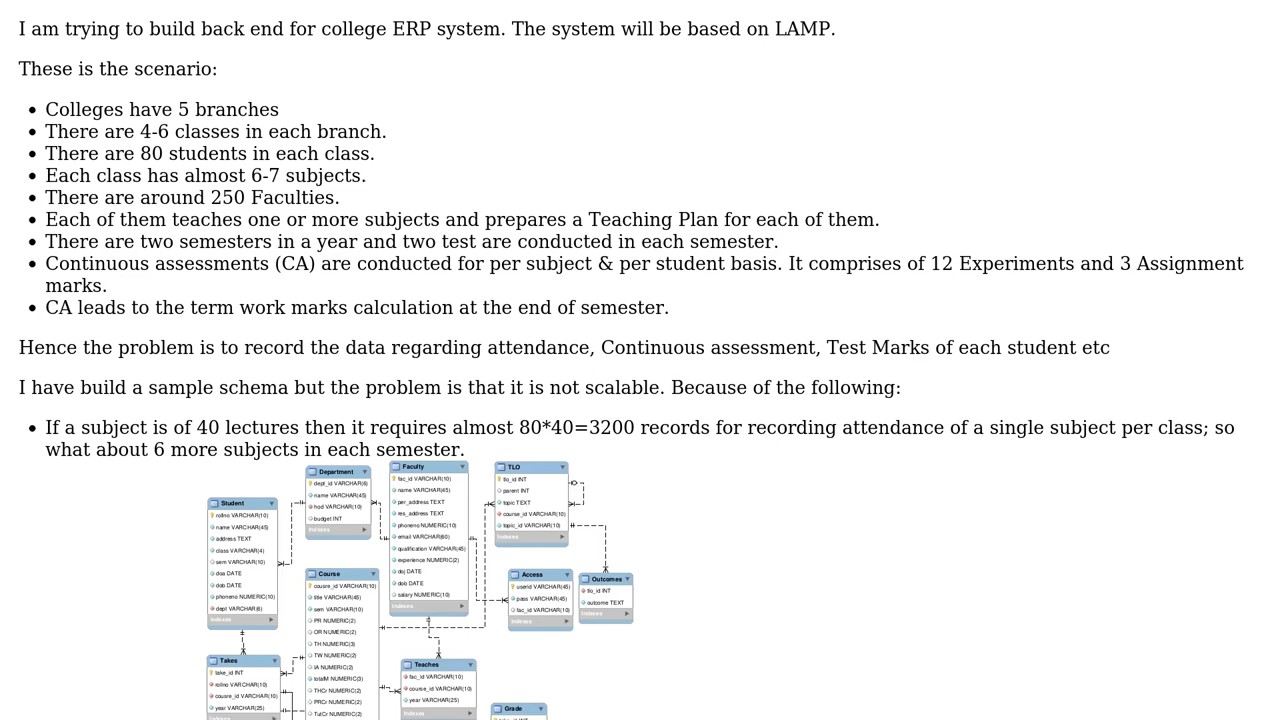 I am trying to build back end for college ERP system. The system will be based on LAMP.
These is the scenario:
Colleges have 5 branches
There are 4-6 classes in each branch.
There are 80 students in each class.
Each class has almost 6-7 subjects.
There are around 250 Faculties.
Each of them teaches one or more subjects and prepares a Teaching Plan for each of them.
There are two semesters in a year and two test are conducted in each semester.
Continuous assessments (CA) are conducted for per subject & per student basis. It comprises of 12 Experiments and 3 Assignment
marks.
CA leads to the term work marks calculation at the end of semester.
Hence the problem is to record the data regarding attendance, Continuous assessment, Test Marks of each student etc
I have build a sample schema but the problem is that it is not scalable. Because of the following:
If a subject is of 40 lectures then it requires almost 80*40=3200 records for recording attendance of a single subject per class; so
what about 6 more subjects in each semester.
Student
rollno VARCHAR(10)
name VARCHAR(45)
address TEXT
class VARCHAR(4)
sem VARCHAR(10)
doa DATE
dob DATE
phoneno NUMERIC(10)
dept VARCHAR(6)
Indexes
Department
dept_id VARCHAR(6)
name VARCHAR(45)
hod VARCHAR(10)
budget INT
Indexes
Faculty
fac_id VARCHAR(10)
name VARCHAR(45)
per_address TEXT
res_address TEXT
phoneno NUMERIC(10)
email VARCHAR(60)
qualification VARCHAR(45)
experience NUMERIC(2)
doj DATE
dob DATE
salary NUMERIC(10)
Indexes
TLO
tlo_id INT
parent INT
topic TEXT
course_id VARCHAR(10)
topic_id VARCHAR(10)
Indexes
Course
cousre_id VARCHAR(10)
title VARCHAR(45)
sem VARCHAR(10)
PR NUMERIC(2)
OR NUMERIC(2)
TH NUMERIC(3)
TW NUMERIC(2)
IA NUMERIC(2)
totalM NUMERIC(3)
THCr NUMERIC(2)
PRCr NUMERIC(2)
TutCr NUMERIC(2)
Access
userid VARCHAR(45)
pass VARCHAR(45)
fac_id VARCHAR(10)
Indexes
Outcomes
tlo_id INT
outcome TEXT
Indexes
Takes
take_id INT
rollno VARCHAR(10)
cousre_id VARCHAR(10)
year VARCHAR(25)
Teaches
fac_id VARCHAR(10)
course_id VARCHAR(10)
year VARCHAR(25)
Indexes
Grade